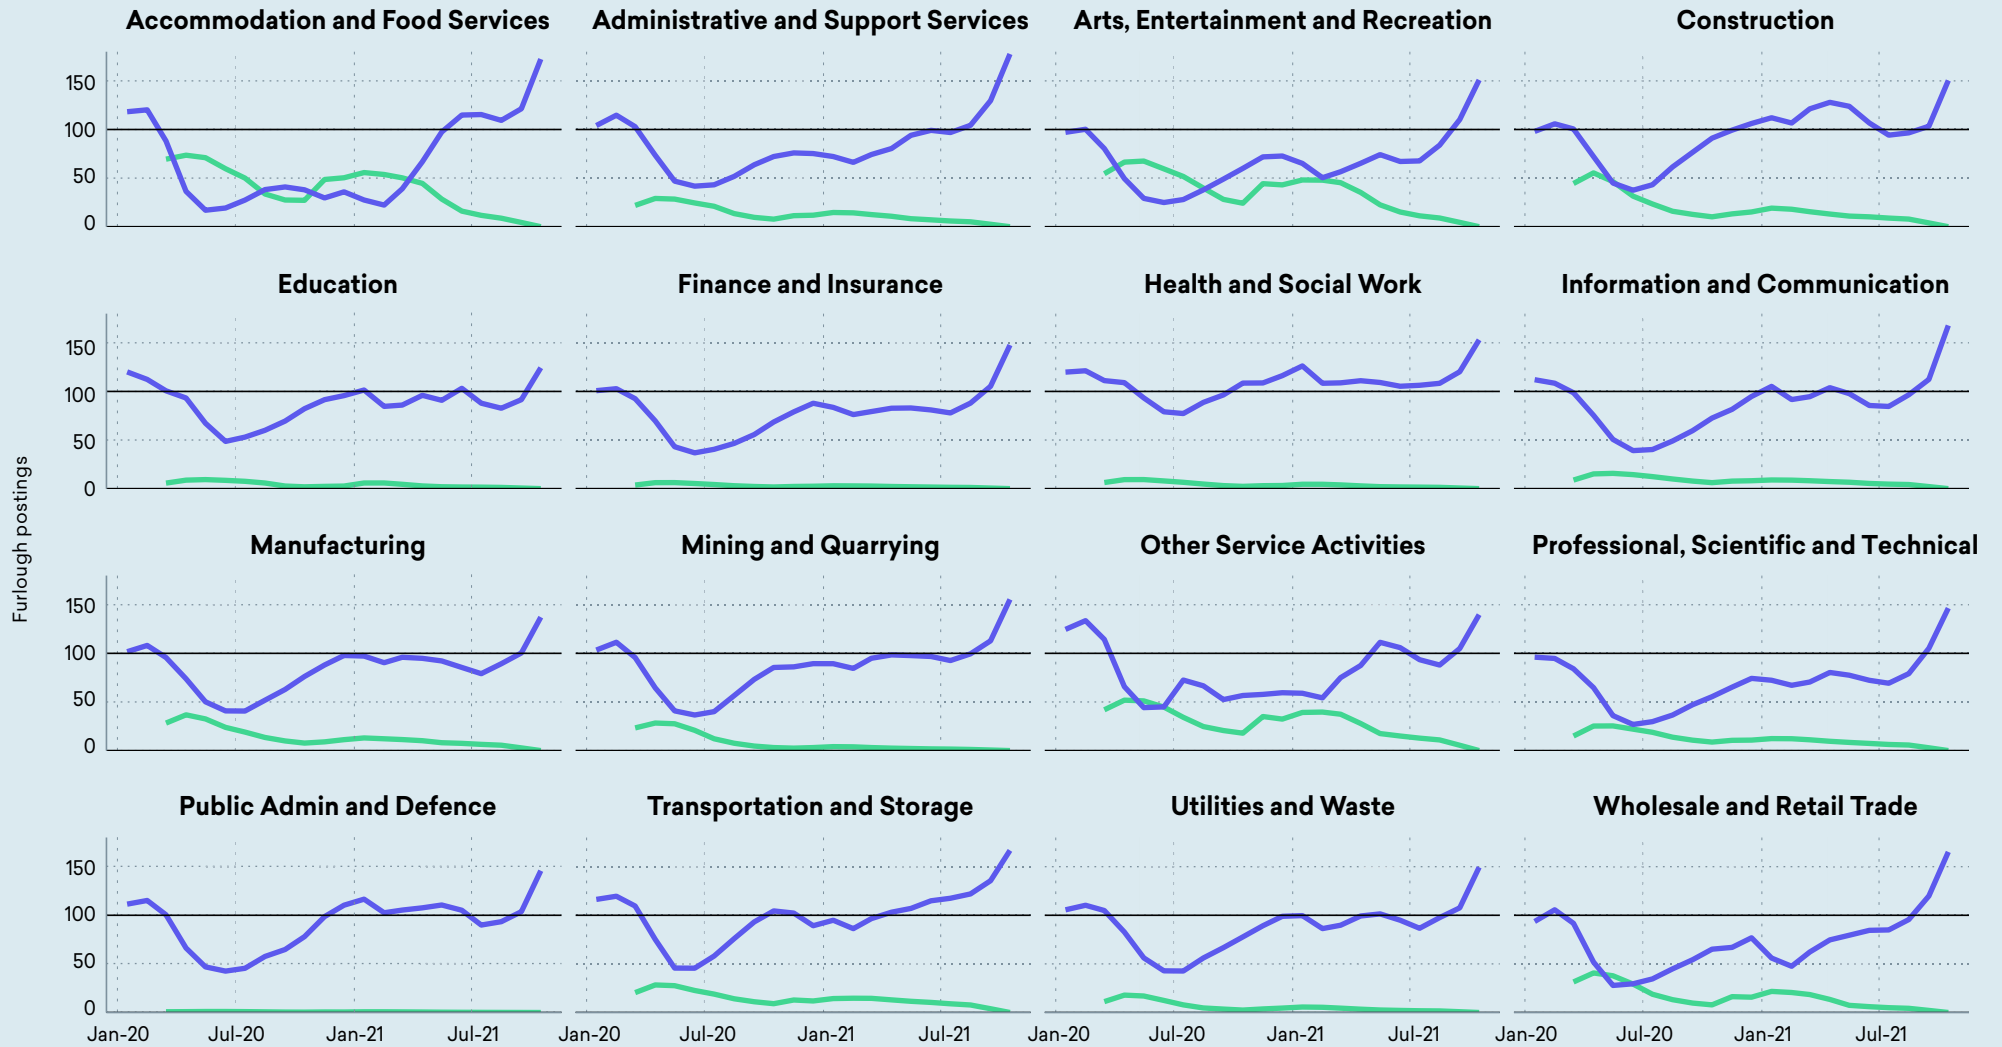 Accommodation and Food Services
Administrative and Support Services
Arts, Entertainment and Recreation
Construction
150
100
50
0
Education
Finance and Insurance
Health and Social Work
Information and Communication
150
100
50
0
Furlough postings
Manufacturing
Mining and Quarrying
Other Service Activities
Professional, Scientific and Technical
150
100
50
0
Public Admin and Defence
Transportation and Storage
Utilities and Waste
Wholesale and Retail Trade
150
100
50
0
Jan-20 Jul-20 Jan-21 Jul-21
Jan-20 Jul-20 Jan-21 Jul-21
Jan-20 Jul-20 Jan-21 Jul-21
Jan-20 Jul-20 Jan-21 Jul-21